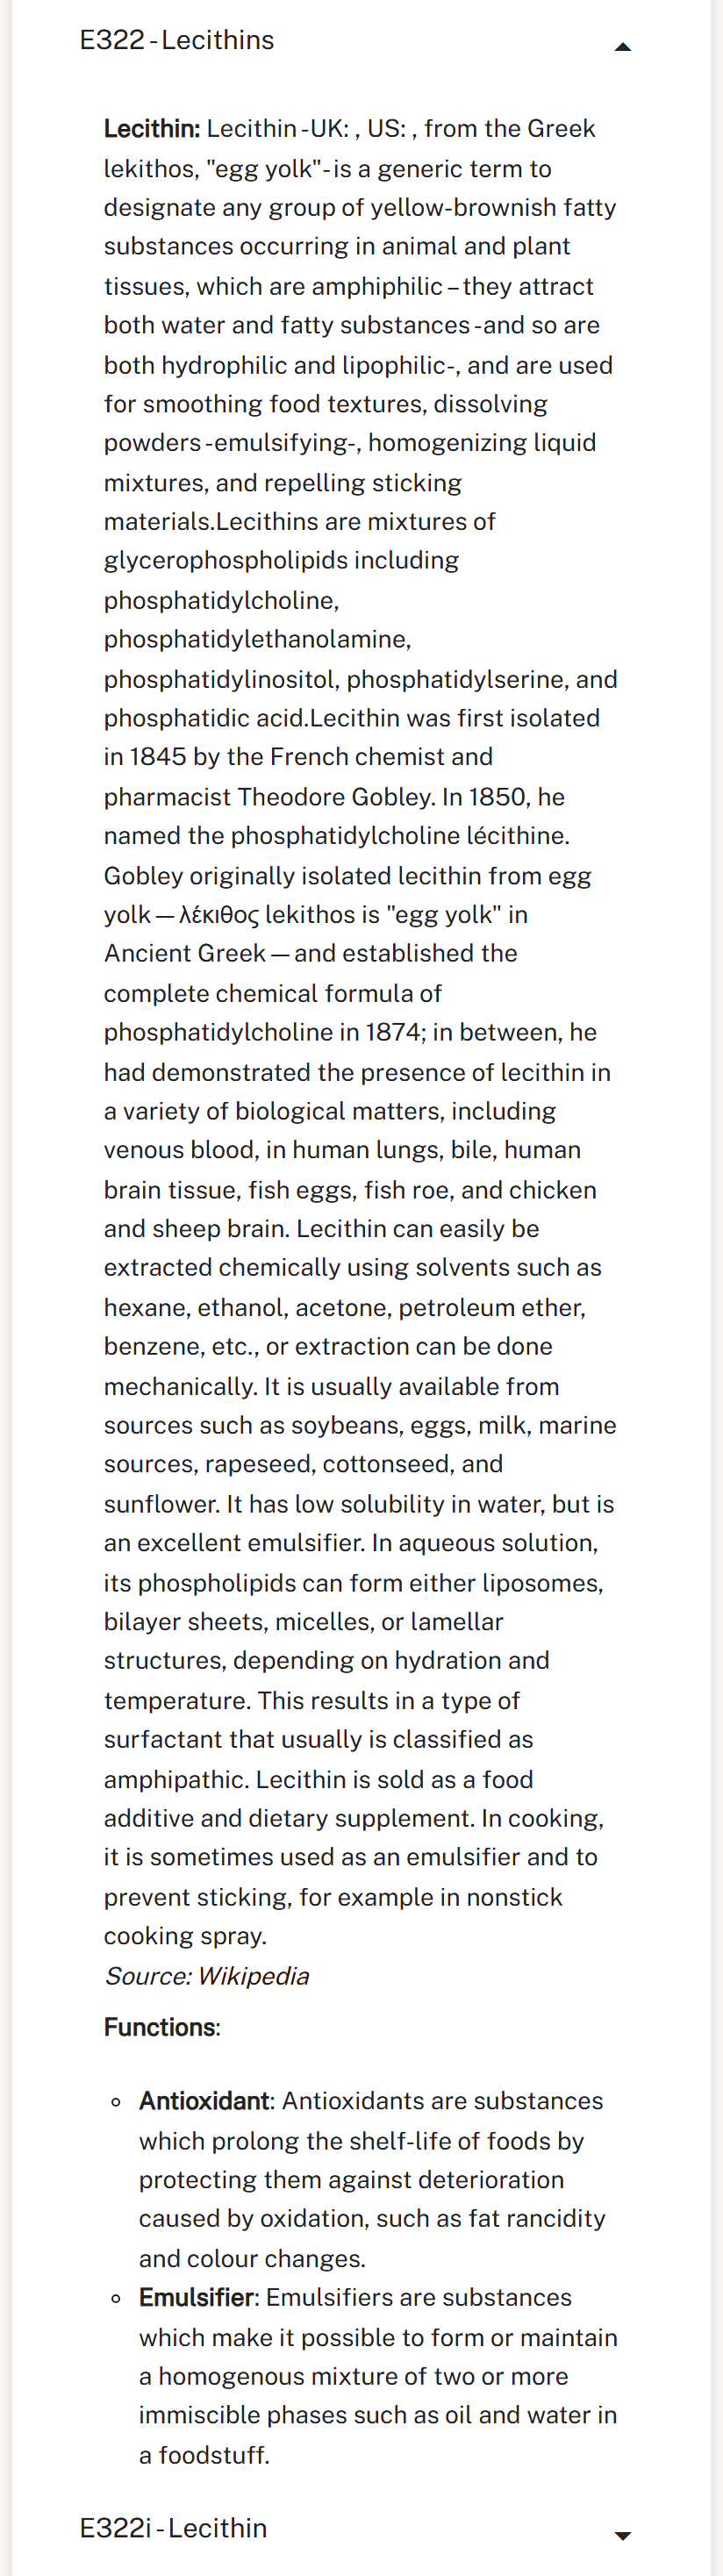 E322 - Lecithins
Lecithin: Lecithin -UK: , US: , from the Greek
lekithos, "egg yolk"- is a generic term to
designate any group of yellow-brownish fatty
substances occurring in animal and plant
tissues, which are amphiphilic – they attract
both water and fatty substances -and so are
both hydrophilic and lipophilic-, and are used
for smoothing food textures, dissolving
powders -emulsifying-, homogenizing liquid
mixtures, and repelling sticking
materials.Lecithins are mixtures of
glycerophospholipids including
phosphatidylcholine,
phosphatidylethanolamine,
phosphatidylinositol, phosphatidylserine, and
phosphatidic acid.Lecithin was first isolated
in 1845 by the French chemist and
pharmacist Theodore Gobley. In 1850, he
named the phosphatidylcholine lécithine.
Gobley originally isolated lecithin from egg
yolk — λέκιθος lekithos is "egg yolk" in
Ancient Greek — and established the
complete chemical formula of
phosphatidylcholine in 1874; in between, he
had demonstrated the presence of lecithin in
a variety of biological matters, including
venous blood, in human lungs, bile, human
brain tissue, fish eggs, fish roe, and chicken
and sheep brain. Lecithin can easily be
extracted chemically using solvents such as
hexane, ethanol, acetone, petroleum ether,
benzene, etc., or extraction can be done
mechanically. It is usually available from
sources such as soybeans, eggs, milk, marine
sources, rapeseed, cottonseed, and
sunflower. It has low solubility in water, but is
an excellent emulsifier. In aqueous solution,
its phospholipids can form either liposomes,
bilayer sheets, micelles, or lamellar
structures, depending on hydration and
temperature. This results in a type of
surfactant that usually is classified as
amphipathic. Lecithin is sold as a food
additive and dietary supplement. In cooking,
it is sometimes used as an emulsifier and to
prevent sticking, for example in nonstick
cooking spray.
Source: Wikipedia
Functions:
Antioxidant: Antioxidants are substances
which prolong the shelf-life of foods by
protecting them against deterioration
caused by oxidation, such as fat rancidity
and colour changes.
Emulsifier: Emulsifiers are substances
which make it possible to form or maintain
a homogenous mixture of two or more
immiscible phases such as oil and water in
a foodstuff.
E322i - Lecithin